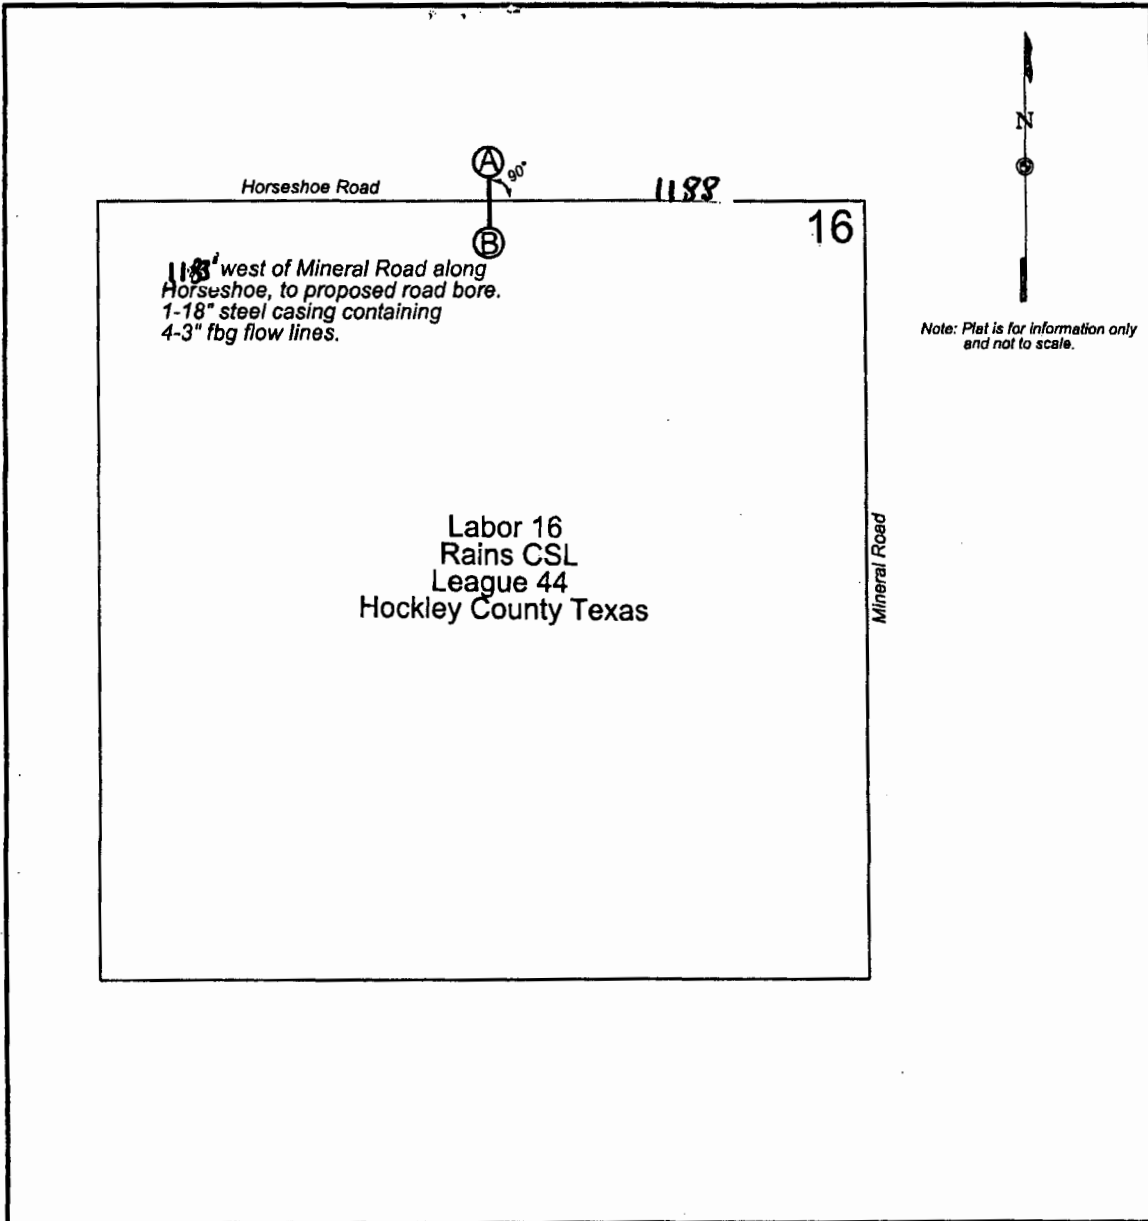 N
A
90°
Horseshoe Road
1188
16
B
west of Mineral Road along
Horseshoe, to proposed road bore.
1-18" steel casing containing
4-3" fbg flow lines.
Note: Plat is for information only
and not to scale.
Labor 16
Rains CSL
League 44
Hockley County Texas
Mineral Road